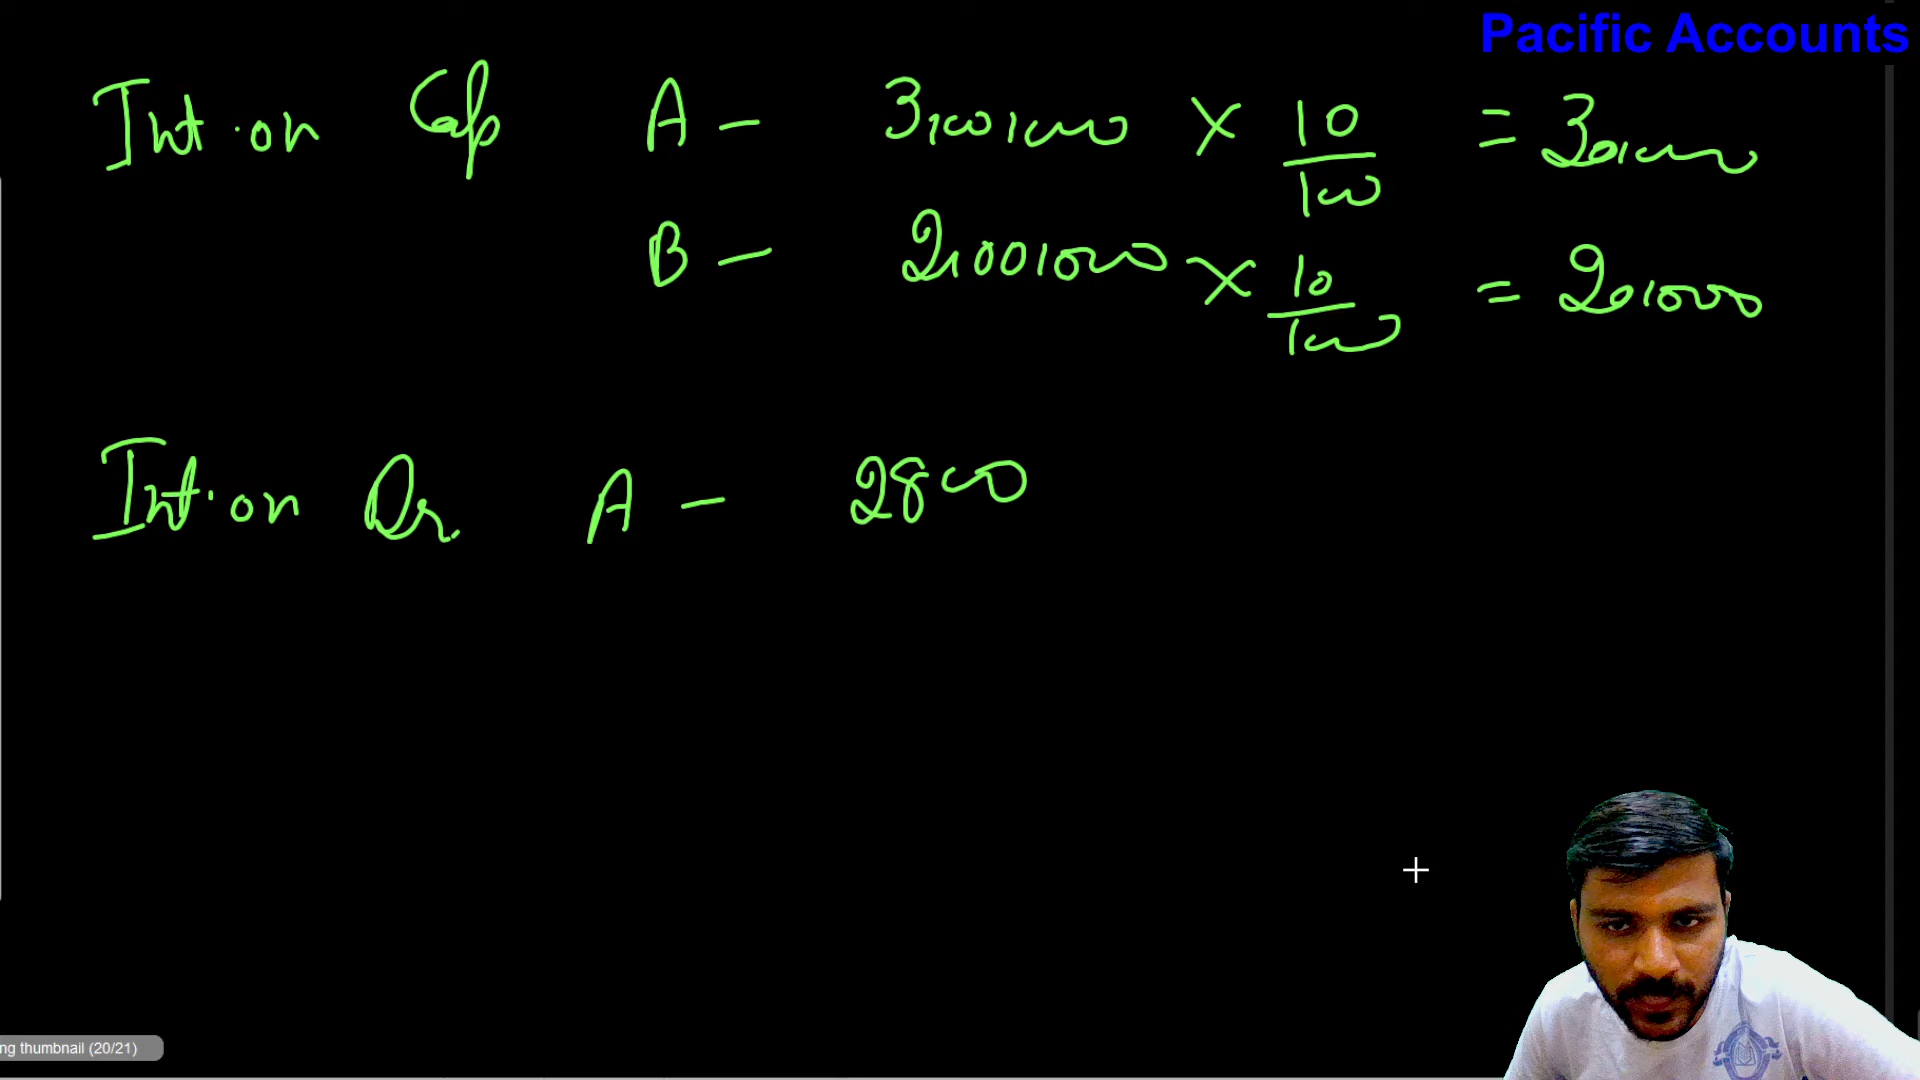 Pacific Accounts
Int. on Cap A - 3,00,000 × 10/100 = 30,000
B - 2,00,000 × 10/100 = 20,000
Int. on Dr. A - 2800
ng thumbnail (20/21)